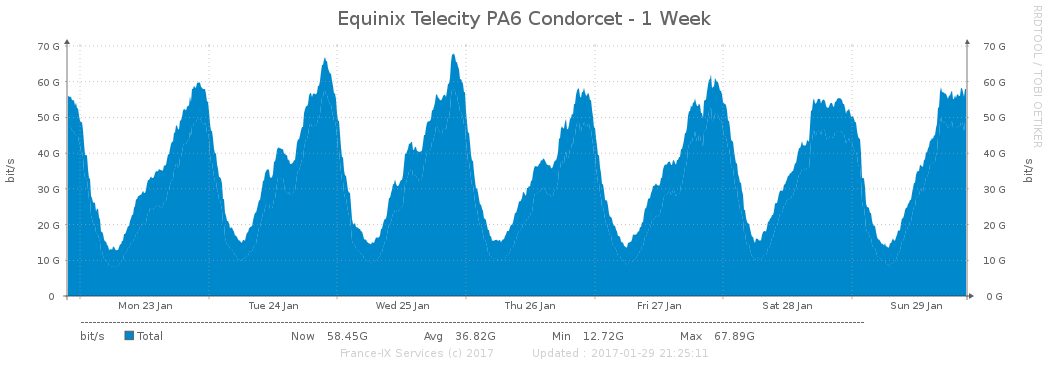 Equinix Telecity PA6 Condorcet - 1 Week
RRDTOOL / TOBI OETIKER
70 G 70 G
60 G 60 G
50 G 50 G
40 G 40 G
30 G 30 G
20 G 20 G
10 G 10 G
0 0 G
bit/s bit/s
Mon 23 Jan Tue 24 Jan Wed 25 Jan Thu 26 Jan Fri 27 Jan Sat 28 Jan Sun 29 Jan
bit/s Total Now 58.45G Avg 36.82G Min 12.72G Max 67.89G
France-IX Services (c) 2017 Updated : 2017-01-29 21:25:11